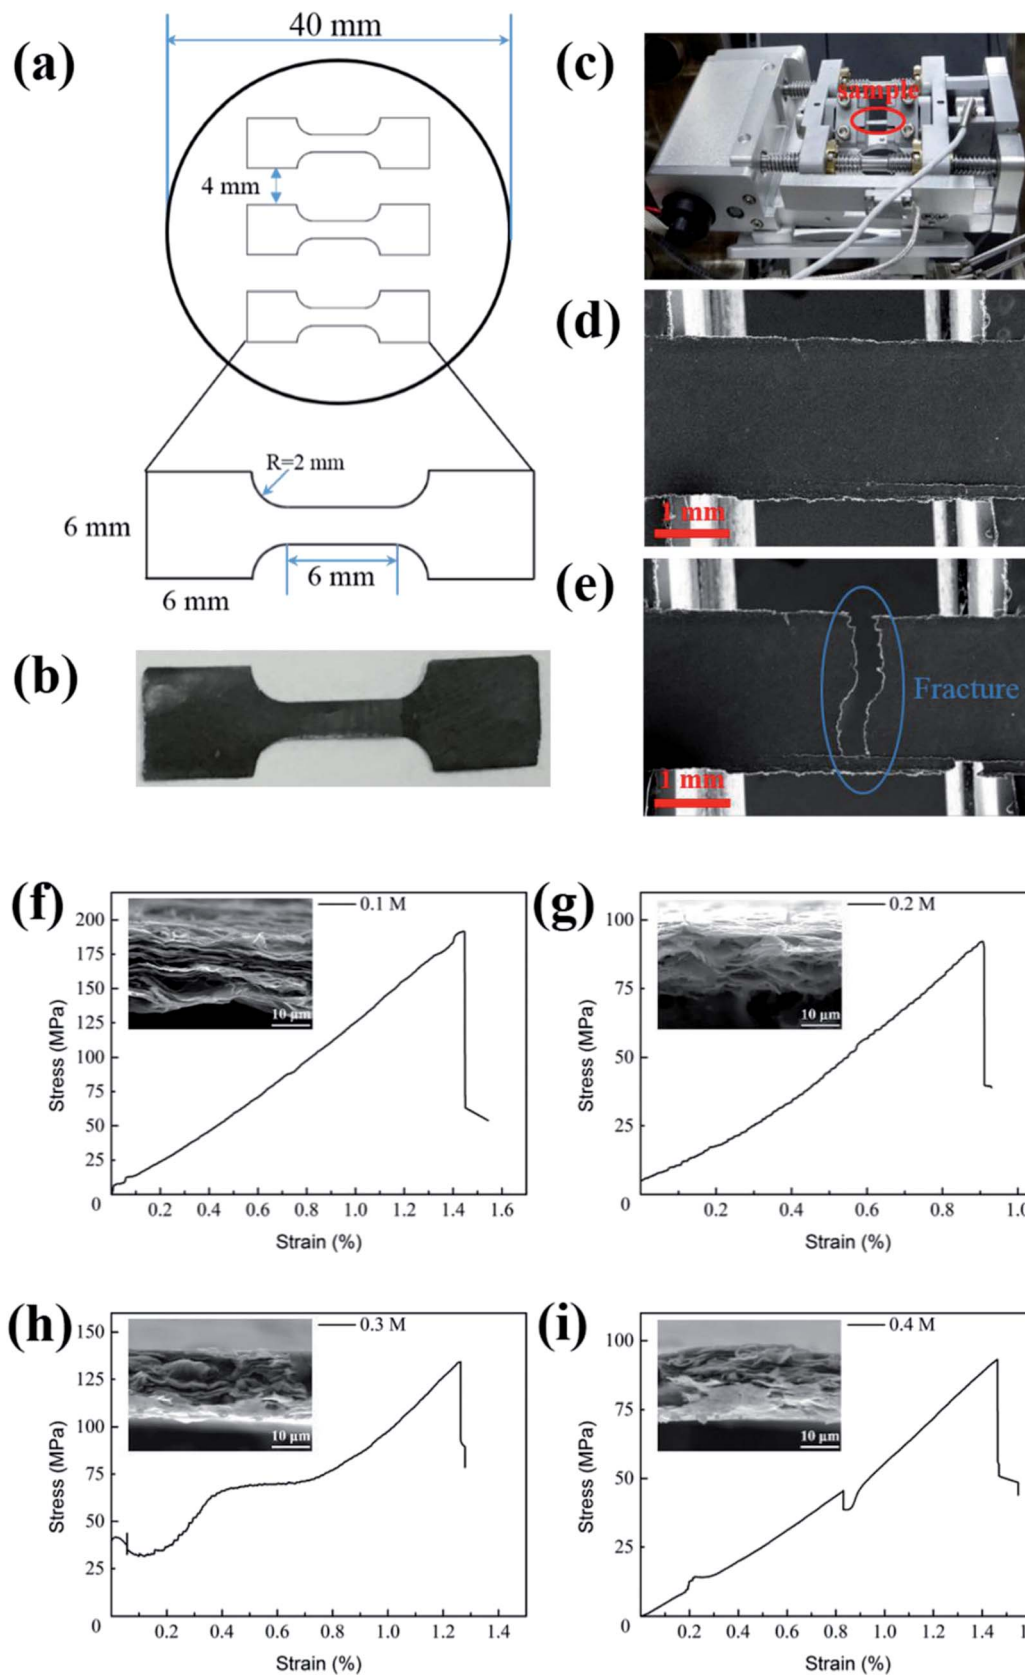 (a)
40 mm
4 mm
R=2 mm
6 mm
6 mm
6 mm
(b)
(c)
sample
(d)
1 mm
(e)
Fracture
1 mm
(f)
0.1 M
10 µm
200
175
150
125
100
75
50
25
0
0.2 0.4 0.6 0.8 1.0 1.2 1.4 1.6
Stress (MPa)
Strain (%)
(g)
0.2 M
10 µm
100
75
50
25
0
0.2 0.4 0.6 0.8 1.0
Stress (MPa)
Strain (%)
(h)
0.3 M
10 µm
150
125
100
75
50
25
0
0.2 0.4 0.6 0.8 1.0 1.2 1.4
Stress (MPa)
Strain (%)
(i)
0.4 M
10 µm
100
75
50
25
0
0.2 0.4 0.6 0.8 1.0 1.2 1.4
Stress (MPa)
Strain (%)